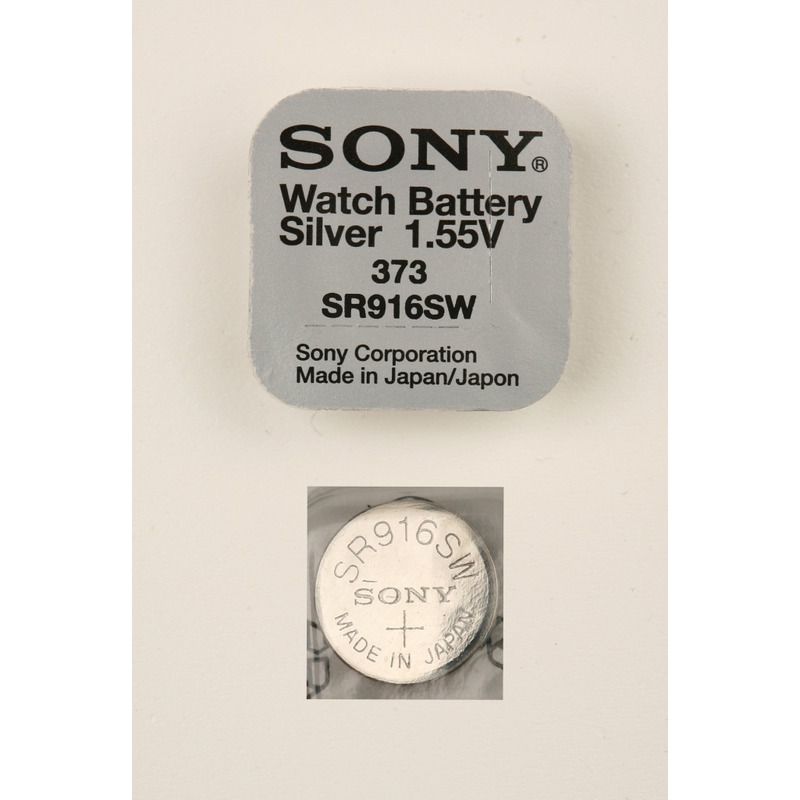 SONY®
Watch Battery
Silver 1.55V
373
SR916SW
Sony Corporation
Made in Japan/Japon
SR916SW
SONY
+
MADE IN JAPAN